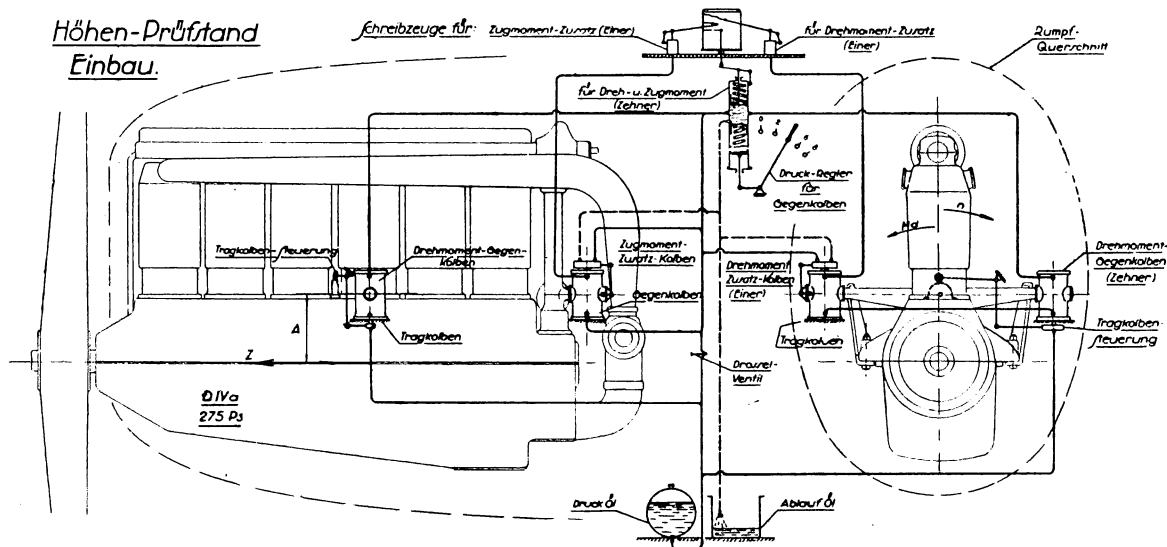 Höhen-Prüfstand
Einbau.
Schreibzeuge für: Zugmoment-Zusatz (Einer)
für Drehmoment-Zusatz
(Einer)
Rumpf-
Querschnitt
für Dreh- u. Zugmoment
(Zehner)
Druck-Regler
für
Gegenkolben
n
Md
Tragkolben-Steuerung
Drehmoment-Gegen-
kolben
Zugmoment-
Zusatz-Kolben
Gegenkolben
Drehmoment
Zusatz-Kolben
(Einer)
Drehmoment-
Gegenkolben
(Zehner)
A
Tragkolben
Tragkolben
Tragkolben-
Steuerung
Z
Drossel-
Ventil
D IVa
275 Ps
Druck Öl
Ablauf Öl